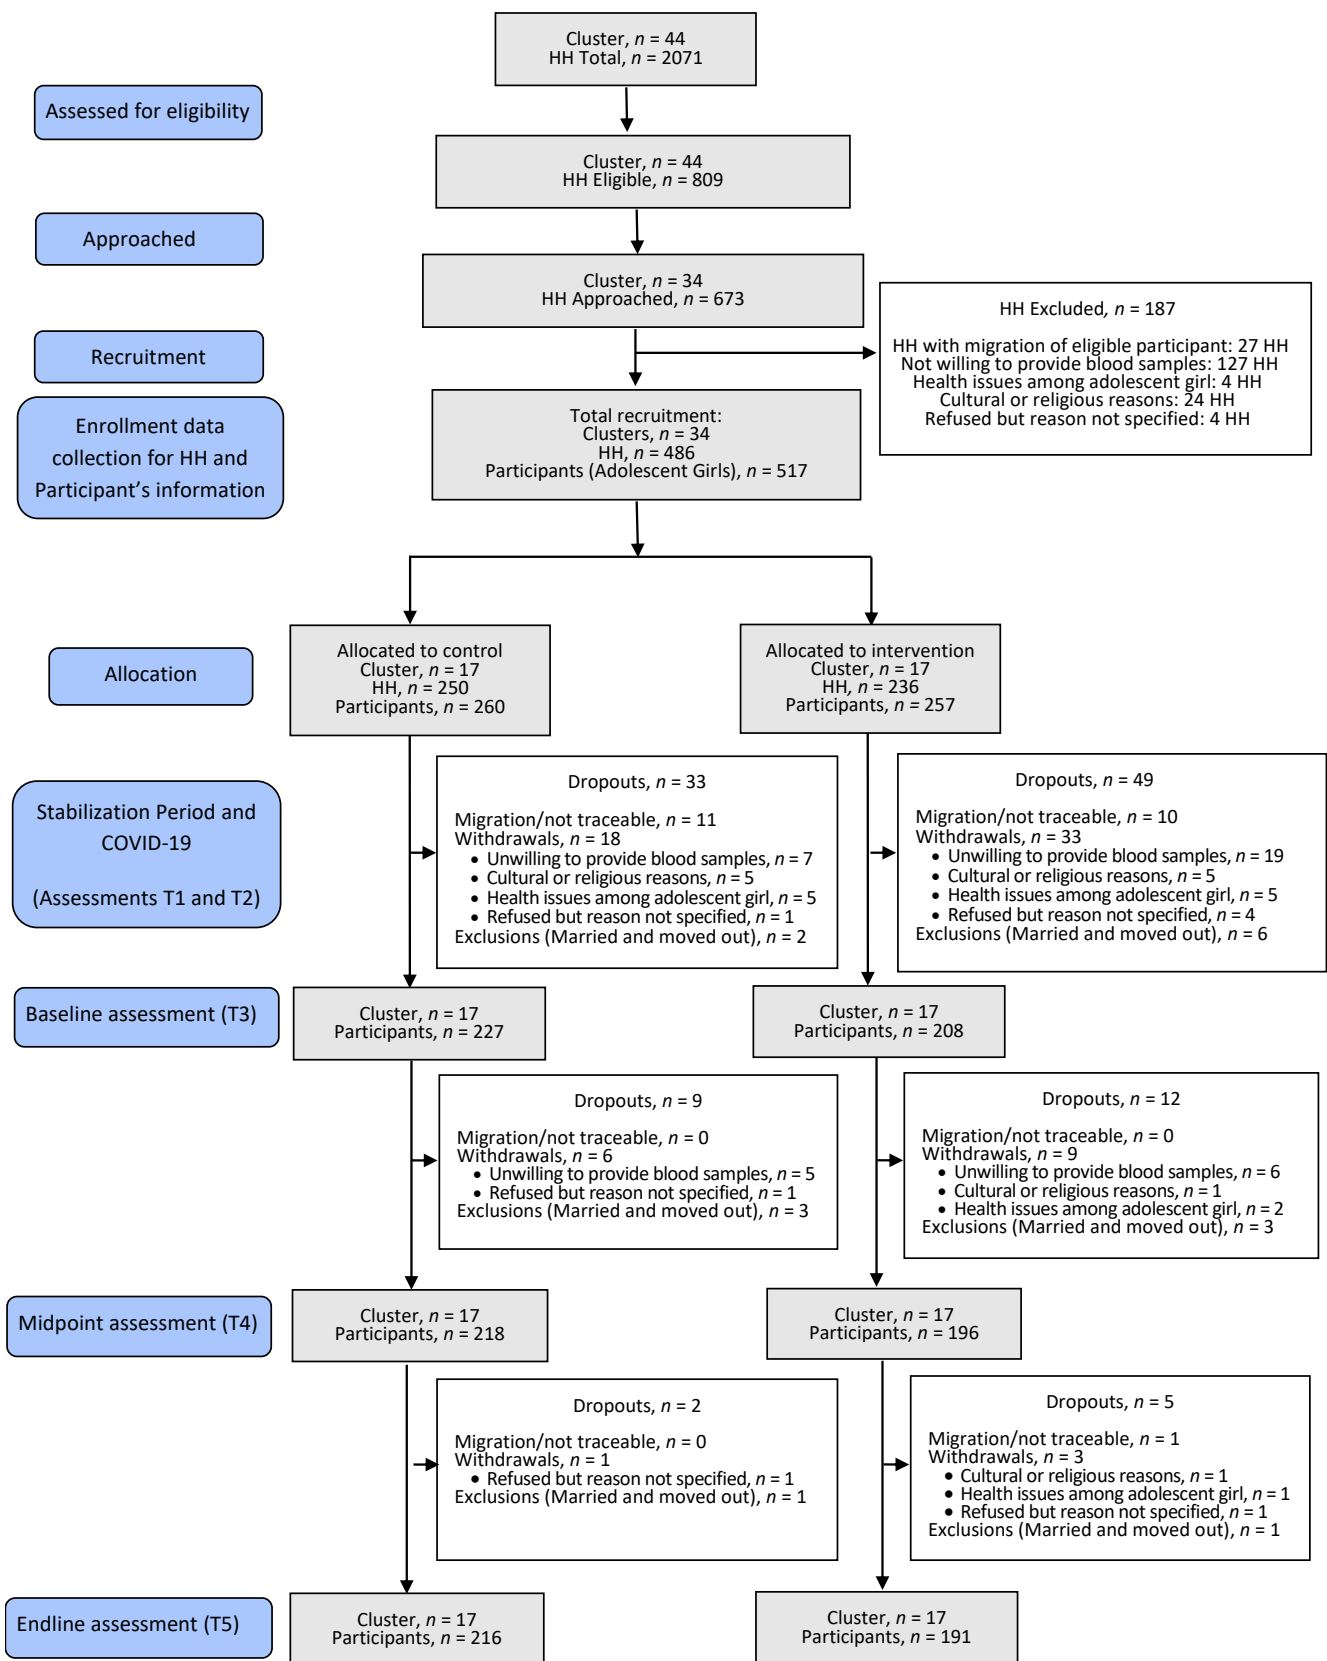 Cluster, n = 44
HH Total, n = 2071
Assessed for eligibility
Cluster, n = 44
HH Eligible, n = 809
Approached
Cluster, n = 34
HH Approached, n = 673
HH Excluded, n = 187
HH with migration of eligible participant: 27 HH
Not willing to provide blood samples: 127 HH
Health issues among adolescent girl: 4 HH
Cultural or religious reasons: 24 HH
Refused but reason not specified: 4 HH
Recruitment
Enrollment data
collection for HH and
Participant's information
Total recruitment:
Clusters, n = 34
HH, n = 486
Participants (Adolescent Girls), n = 517
Allocation
Allocated to control
Cluster, n = 17
HH, n = 250
Participants, n = 260
Allocated to intervention
Cluster, n = 17
HH, n = 236
Participants, n = 257
Stabilization Period and
COVID-19
(Assessments T1 and T2)
Dropouts, n = 33
Migration/not traceable, n = 11
Withdrawals, n = 18
• Unwilling to provide blood samples, n = 7
• Cultural or religious reasons, n = 5
• Health issues among adolescent girl, n = 5
• Refused but reason not specified, n = 1
Exclusions (Married and moved out), n = 2
Dropouts, n = 49
Migration/not traceable, n = 10
Withdrawals, n = 33
• Unwilling to provide blood samples, n = 19
• Cultural or religious reasons, n = 5
• Health issues among adolescent girl, n = 5
• Refused but reason not specified, n = 4
Exclusions (Married and moved out), n = 6
Baseline assessment (T3)
Cluster, n = 17
Participants, n = 227
Cluster, n = 17
Participants, n = 208
Dropouts, n = 9
Migration/not traceable, n = 0
Withdrawals, n = 6
• Unwilling to provide blood samples, n = 5
• Refused but reason not specified, n = 1
Exclusions (Married and moved out), n = 3
Dropouts, n = 12
Migration/not traceable, n = 0
Withdrawals, n = 9
• Unwilling to provide blood samples, n = 6
• Cultural or religious reasons, n = 1
• Health issues among adolescent girl, n = 2
Exclusions (Married and moved out), n = 3
Midpoint assessment (T4)
Cluster, n = 17
Participants, n = 218
Cluster, n = 17
Participants, n = 196
Dropouts, n = 2
Migration/not traceable, n = 0
Withdrawals, n = 1
• Refused but reason not specified, n = 1
Exclusions (Married and moved out), n = 1
Dropouts, n = 5
Migration/not traceable, n = 1
Withdrawals, n = 3
• Cultural or religious reasons, n = 1
• Health issues among adolescent girl, n = 1
• Refused but reason not specified, n = 1
Exclusions (Married and moved out), n = 1
Endline assessment (T5)
Cluster, n = 17
Participants, n = 216
Cluster, n = 17
Participants, n = 191